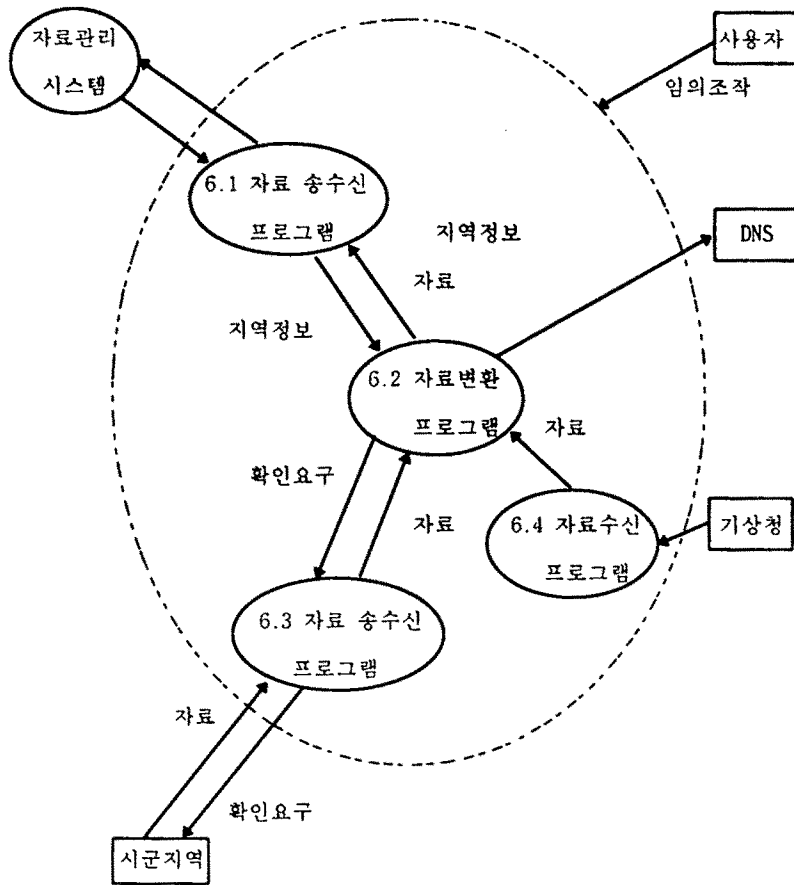 자료관리
시스템
사용자
임의조작
6.1 자료 송수신
프로그램
지역정보
DNS
자료
지역정보
6.2 자료변환
프로그램
자료
확인요구
자료
6.4 자료수신
프로그램
기상청
6.3 자료 송수신
프로그램
자료
확인요구
시군지역